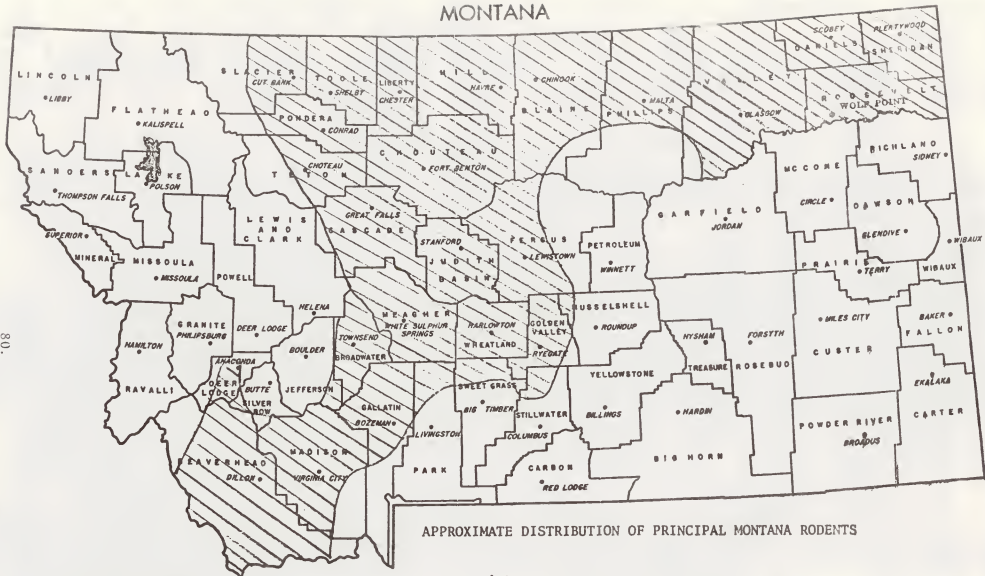 MONTANA
LINCOLN
LIBBY
FLATHEAD
KALISPELL
GLACIER
CUT BANK
TOOLE
SHELBY
LIBERTY
CHESTER
HILL
HAVRE
CHINOOK
BLAINE
PHILLIPS
MALTA
VALLEY
GLASGOW
SCOBEY
DANIELS
PLENTYWOOD
SHERIDAN
ROOSEVELT
WOLF POINT
PONDERA
CONRAD
SANDERS
THOMPSON FALLS
LAKE
POLSON
TETON
CHOTEAU
CHOUTEAU
FORT BENTON
RICHLAND
SIDNEY
MCCONE
CIRCLE
GARFIELD
JORDAN
DAWSON
GLENDIVE
WIBAUX
WIBAUX
SUPERIOR
MINERAL
MISSOULA
MISSOULA
POWELL
LEWIS
AND
CLARK
HELENA
GREAT FALLS
CASCADE
STANFORD
JUDITH
BASIN
FERGUS
LEWISTOWN
PETROLEUM
WINNETT
PRAIRIE
TERRY
GRANITE
PHILIPSBURG
DEER LODGE
HAMILTON
RAVALLI
ANACONDA
DEER
LODGE
BUTTE
SILVER
BOW
BOULDER
JEFFERSON
TOWNSEND
BROADWATER
MEAGHER
WHITE SULPHUR
SPRINGS
HARLOWTON
WHEATLAND
GOLDEN
VALLEY
RYEGATE
MUSSELSHELL
ROUNDUP
HYSHAM
TREASURE
FORSYTH
ROSEBUD
MILES CITY
CUSTER
BAKER
FALLON
EKALAKA
CARTER
POWDER RIVER
BROADUS
GALLATIN
BOZEMAN
LIVINGSTON
PARK
SWEET GRASS
BIG TIMBER
STILLWATER
COLUMBUS
YELLOWSTONE
BILLINGS
HARDIN
BIG HORN
CARBON
RED LODGE
BEAVERHEAD
DILLON
MADISON
VIRGINIA CITY
80.
APPROXIMATE DISTRIBUTION OF PRINCIPAL MONTANA RODENTS